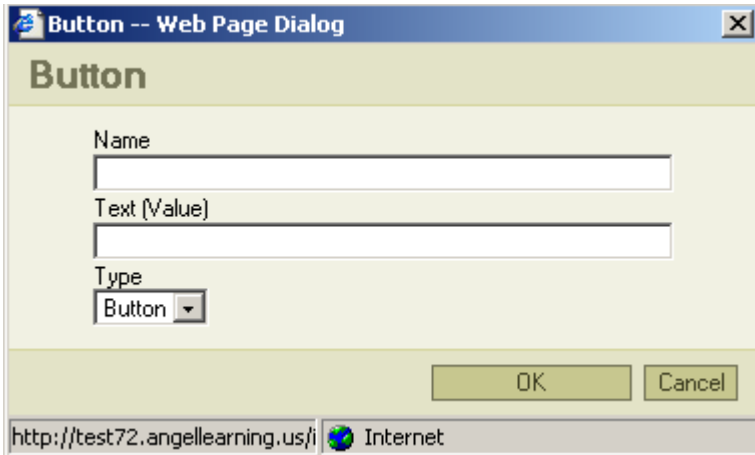 Button -- Web Page Dialog
Button
Name
Text (Value)
Type
Button
OK Cancel
http://test72.angellearning.us/i Internet